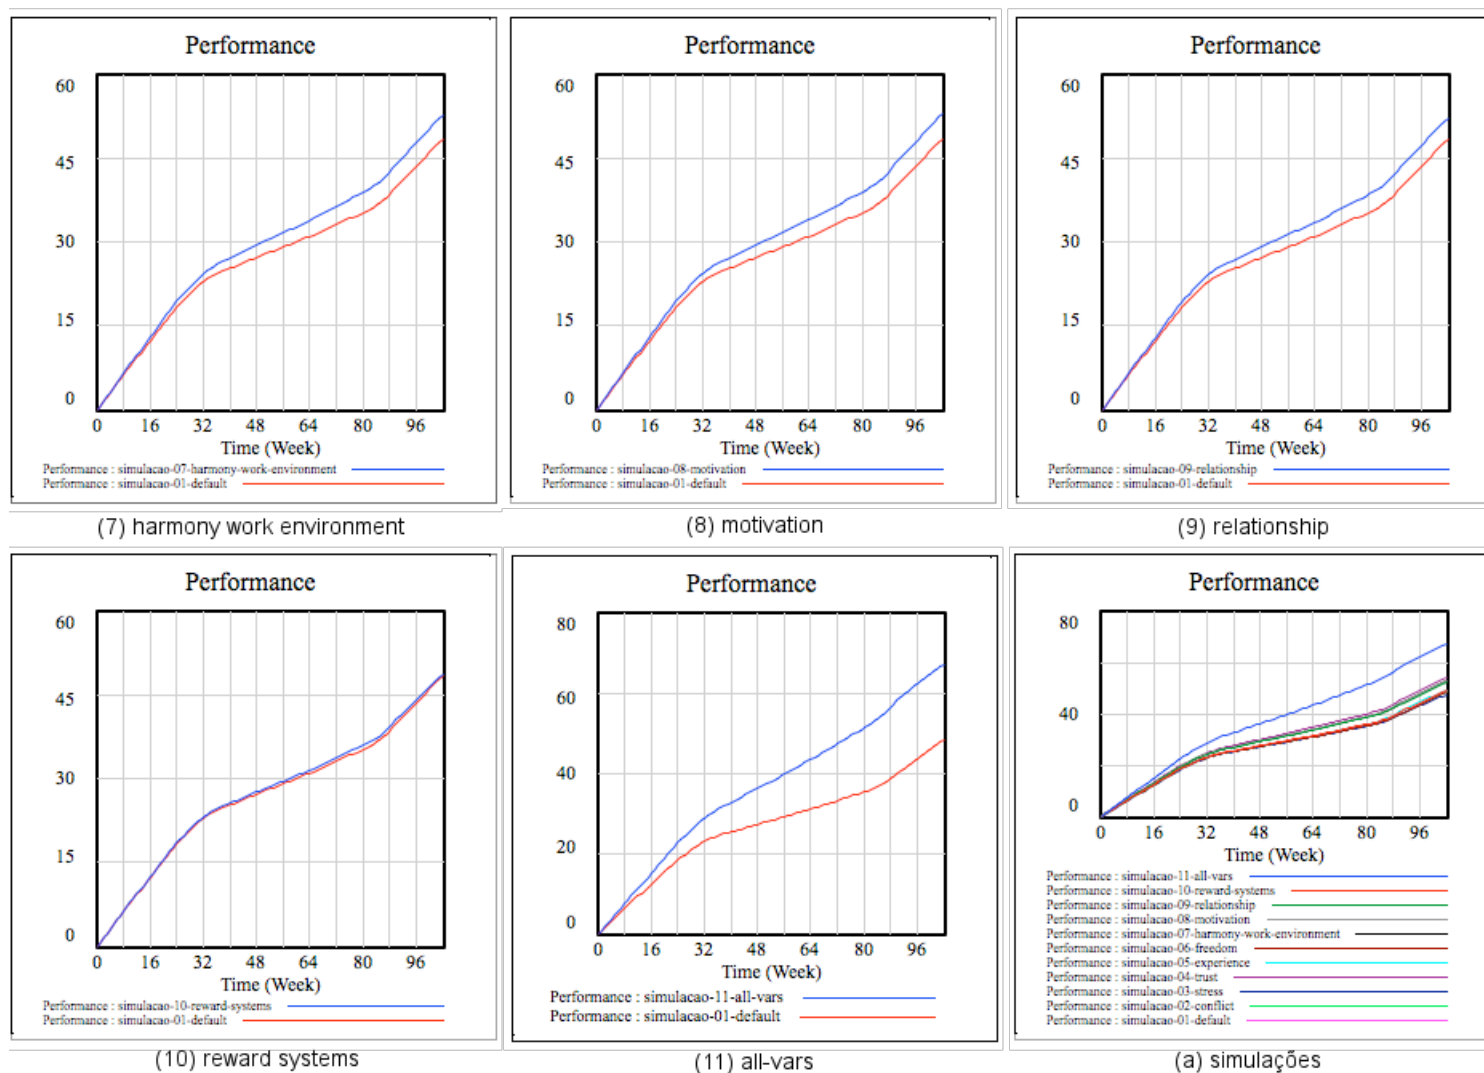 Performance
60
45
30
15
0
0 16 32 48 64 80 96
Time (Week)
Performance : simulacao-07-harmony-work-environment
Performance : simulacao-01-default
(7) harmony work environment
Performance
60
45
30
15
0
0 16 32 48 64 80 96
Time (Week)
Performance : simulacao-08-motivation
Performance : simulacao-01-default
(8) motivation
Performance
60
45
30
15
0
0 16 32 48 64 80 96
Time (Week)
Performance : simulacao-09-relationship
Performance : simulacao-01-default
(9) relationship
Performance
60
45
30
15
0
0 16 32 48 64 80 96
Time (Week)
Performance : simulacao-10-reward-systems
Performance : simulacao-01-default
(10) reward systems
Performance
80
60
40
20
0
0 16 32 48 64 80 96
Time (Week)
Performance : simulacao-11-all-vars
Performance : simulacao-01-default
(11) all-vars
Performance
80
40
0
0 16 32 48 64 80 96
Time (Week)
Performance : simulacao-11-all-vars
Performance : simulacao-10-reward-systems
Performance : simulacao-09-relationship
Performance : simulacao-08-motivation
Performance : simulacao-07-harmony-work-environment
Performance : simulacao-06-freedom
Performance : simulacao-05-experience
Performance : simulacao-04-trust
Performance : simulacao-03-stress
Performance : simulacao-02-conflict
Performance : simulacao-01-default
(a) simulações